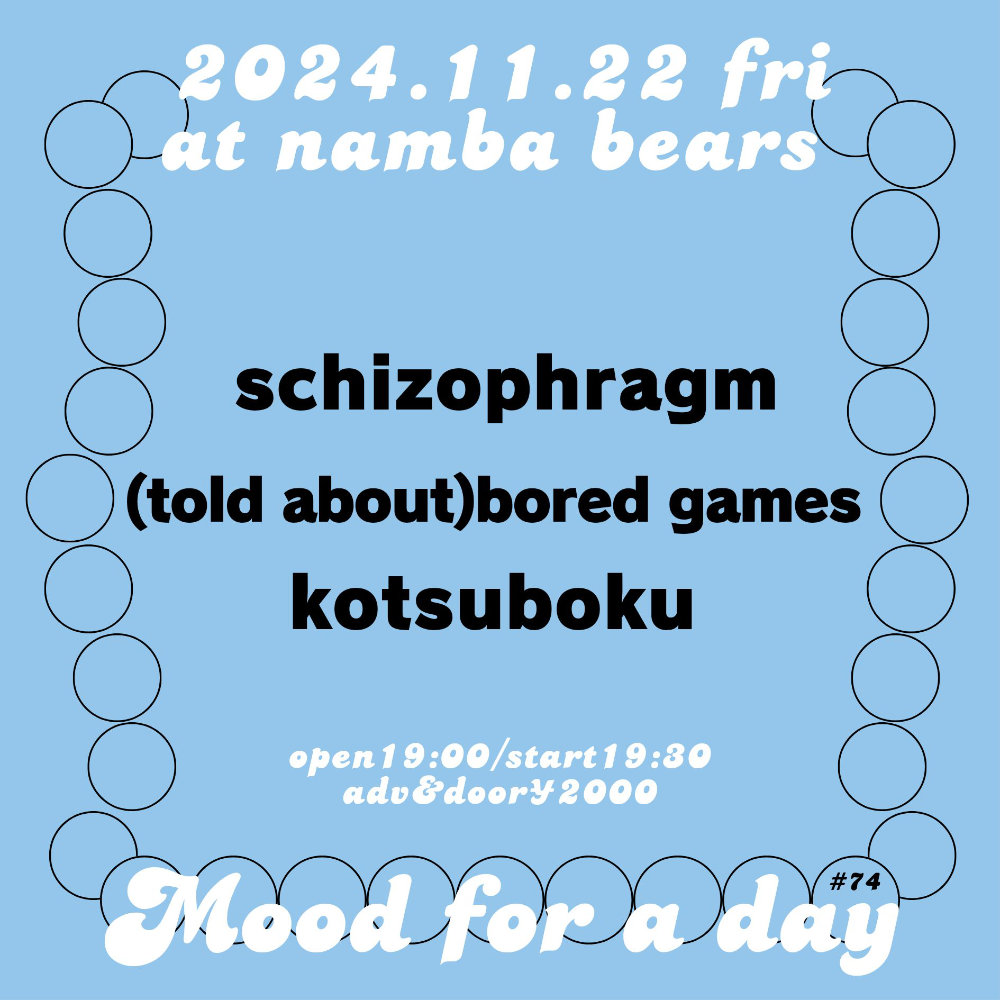 2024.11.22 fri
at namba bears
schizophragm
(told about)bored games
kotsuboku
open19:00/start19:30
adv&door¥2000
#74
Mood for a day